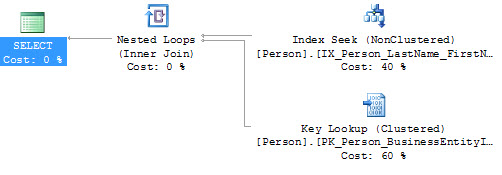 SELECT
Cost: 0 %
Nested Loops
(Inner Join)
Cost: 0 %
Index Seek (NonClustered)
[Person].[IX_Person_LastName_FirstN…
Cost: 40 %
Key Lookup (Clustered)
[Person].[PK_Person_BusinessEntityI…
Cost: 60 %